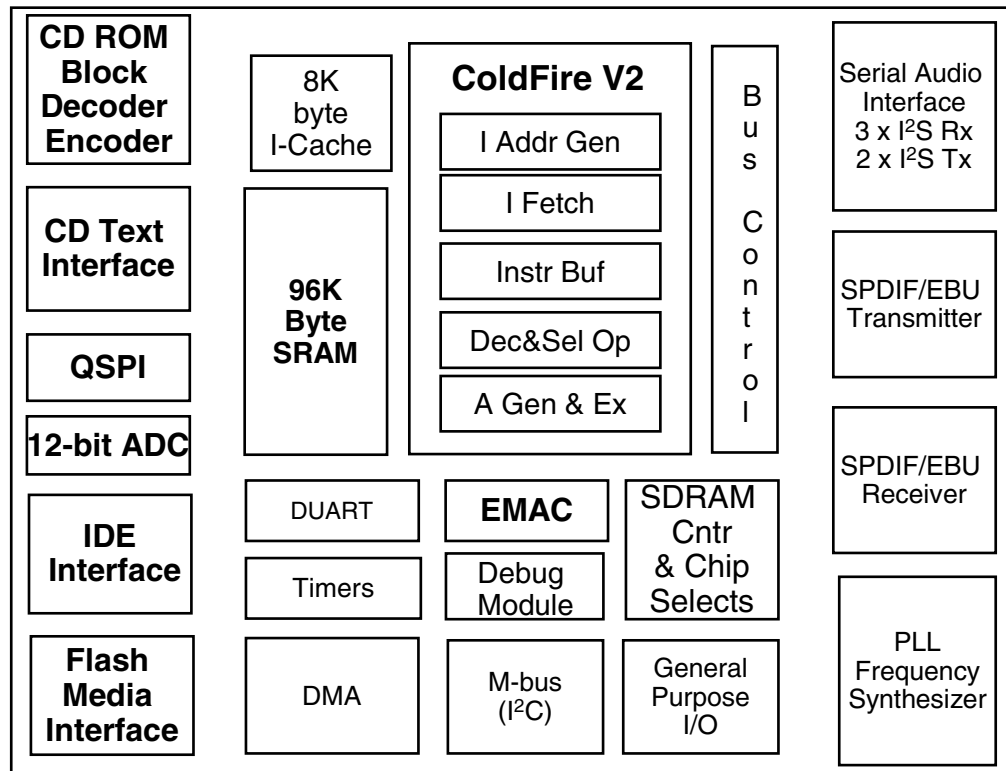 CD ROM
Block
Decoder
Encoder
CD Text
Interface
QSPI
12-bit ADC
IDE
Interface
Flash
Media
Interface
8K
byte
I-Cache
96K
Byte
SRAM
ColdFire V2
I Addr Gen
I Fetch
Instr Buf
Dec&Sel Op
A Gen & Ex
Bus Control
DUART
Timers
DMA
EMAC
Debug
Module
M-bus
(I²C)
SDRAM
Cntr
& Chip
Selects
General
Purpose
I/O
Serial Audio
Interface
3 x I²S Rx
2 x I²S Tx
SPDIF/EBU
Transmitter
SPDIF/EBU
Receiver
PLL
Frequency
Synthesizer